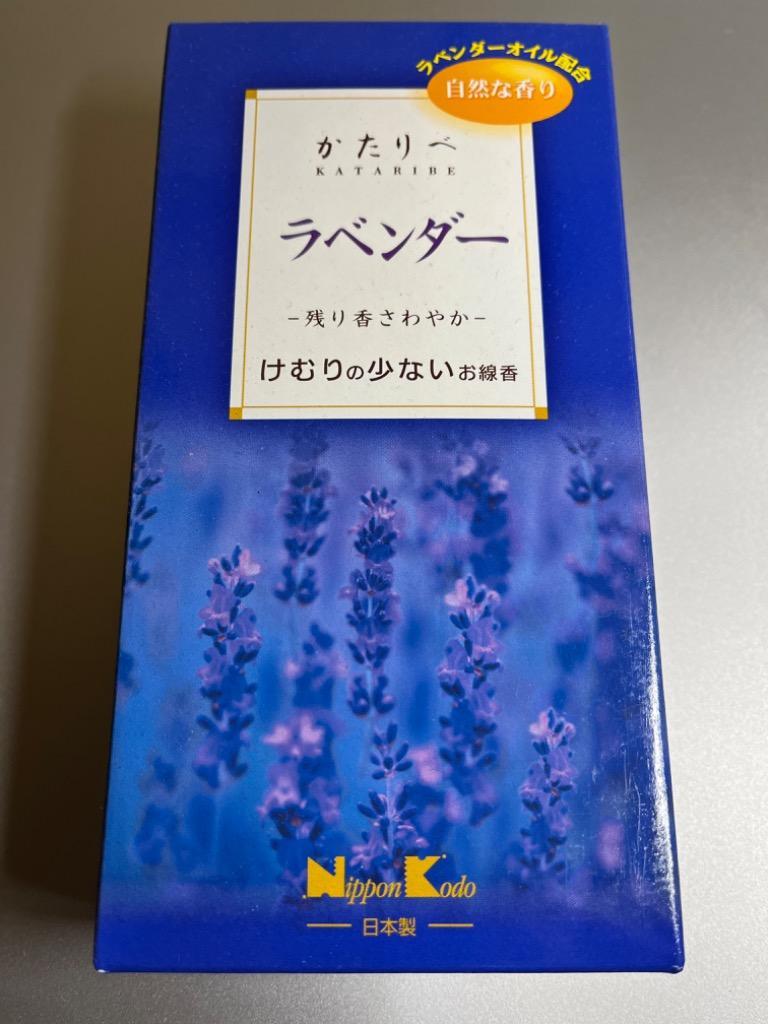 ラベンダーオイル配合
自然な香り
かたりべ
KATARIBE
ラベンダー
－残り香さわやか－
けむりの少ないお線香
Nippon Kodo
日本製